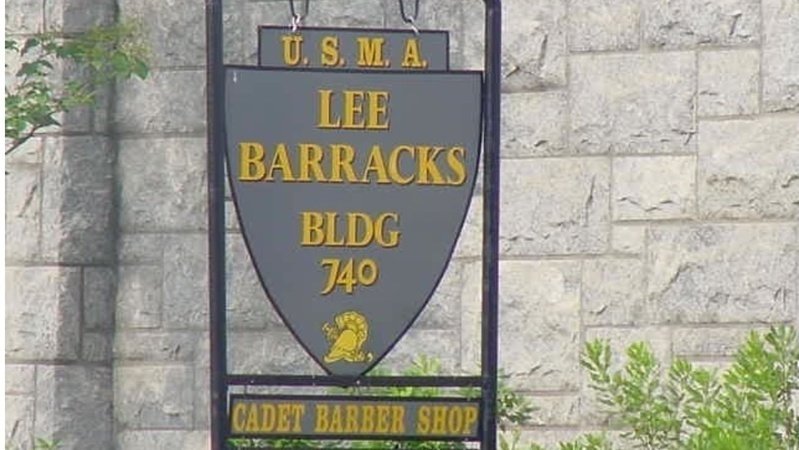 U. S. M. A.
LEE
BARRACKS
BLDG
740
CADET BARBER SHOP